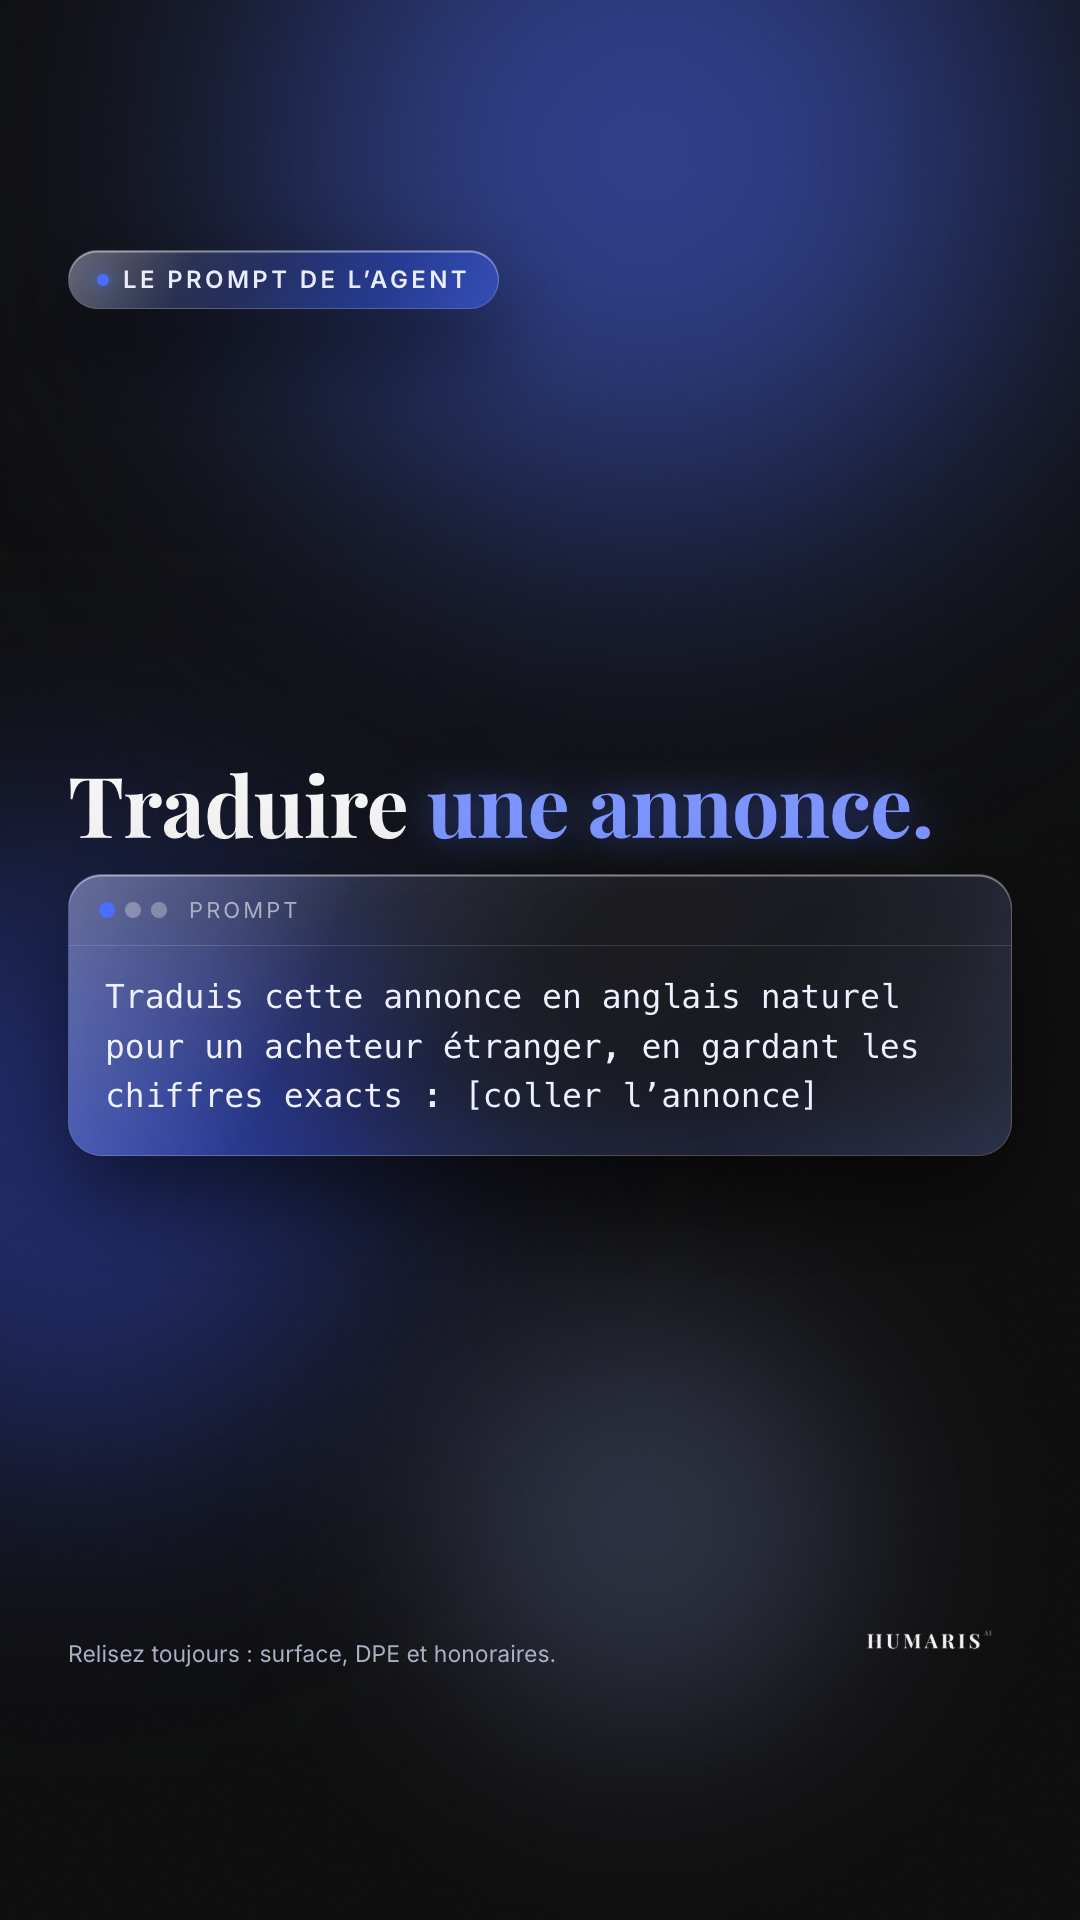 LE PROMPT DE L’AGENT
Traduire une annonce.
PROMPT
Traduis cette annonce en anglais naturel
pour un acheteur étranger, en gardant les
chiffres exacts : [coller l’annonce]
Relisez toujours : surface, DPE et honoraires.
HUMARIS AI